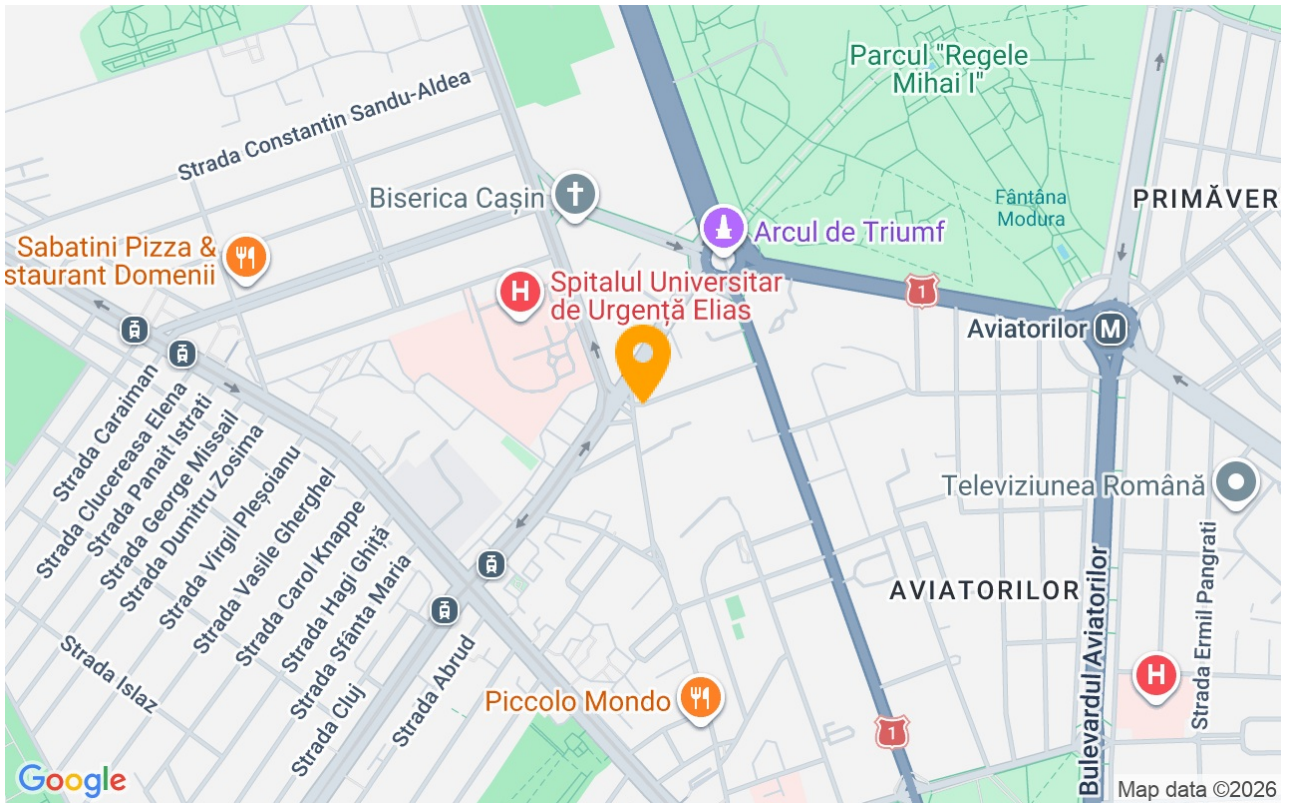 Parcul "Regele
Mihai I"
Strada Constantin Sandu-Aldea
Biserica Cașin
Fântâna
Modura
PRIMĂVER
Arcul de Triumf
Sabatini Pizza &
staurant Domenii
H
Spitalul Universitar
de Urgență Elias
1
Aviatorilor
M
Strada Caraiman
Strada Clucereasa Elena
Strada Panait Istrati
Strada George Missail
Strada Dumitru Zosima
Strada Virgil Pleșoianu
Strada Vasile Gherghel
Strada Carol Knappe
Strada Hagi Ghiță
Strada Sfânta Maria
Strada Cluj
Strada Abrud
Strada Islaz
Televiziunea Română
AVIATORILOR
Bulevardul Aviatorilor
Strada Ermil Pangrati
H
Piccolo Mondo
1
Google
Map data ©2026